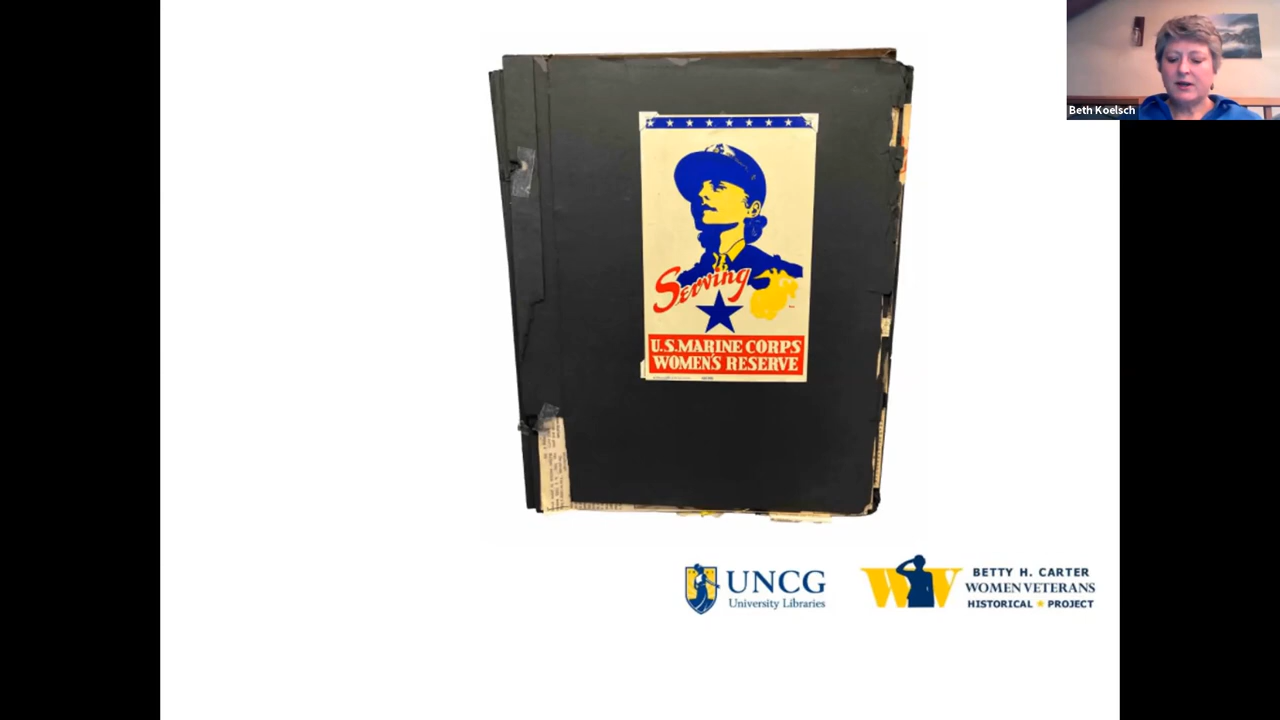 Beth Koelsch
Serving
U.S. MARINE CORPS
WOMEN'S RESERVE
UNCG
University Libraries
BETTY H. CARTER
WOMEN VETERANS
HISTORICAL PROJECT